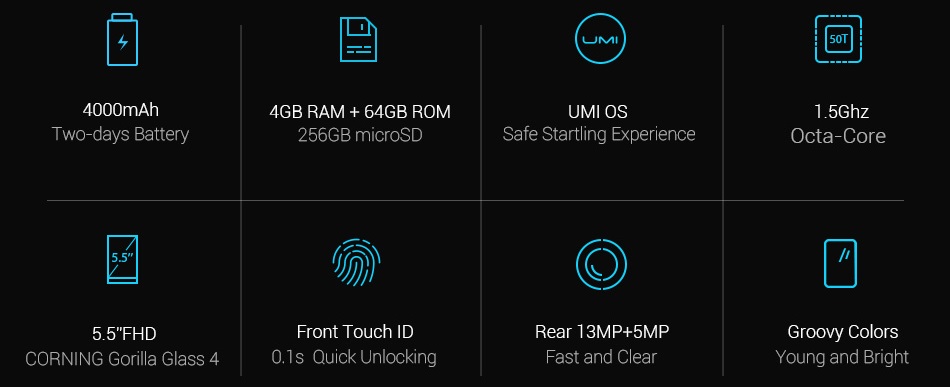 UMI
50T
4000mAh
Two-days Battery
4GB RAM + 64GB ROM
256GB microSD
UMI OS
Safe Startling Experience
1.5Ghz
Octa-Core
5.5”
5.5”FHD
CORNING Gorilla Glass 4
Front Touch ID
0.1s Quick Unlocking
Rear 13MP+5MP
Fast and Clear
Groovy Colors
Young and Bright